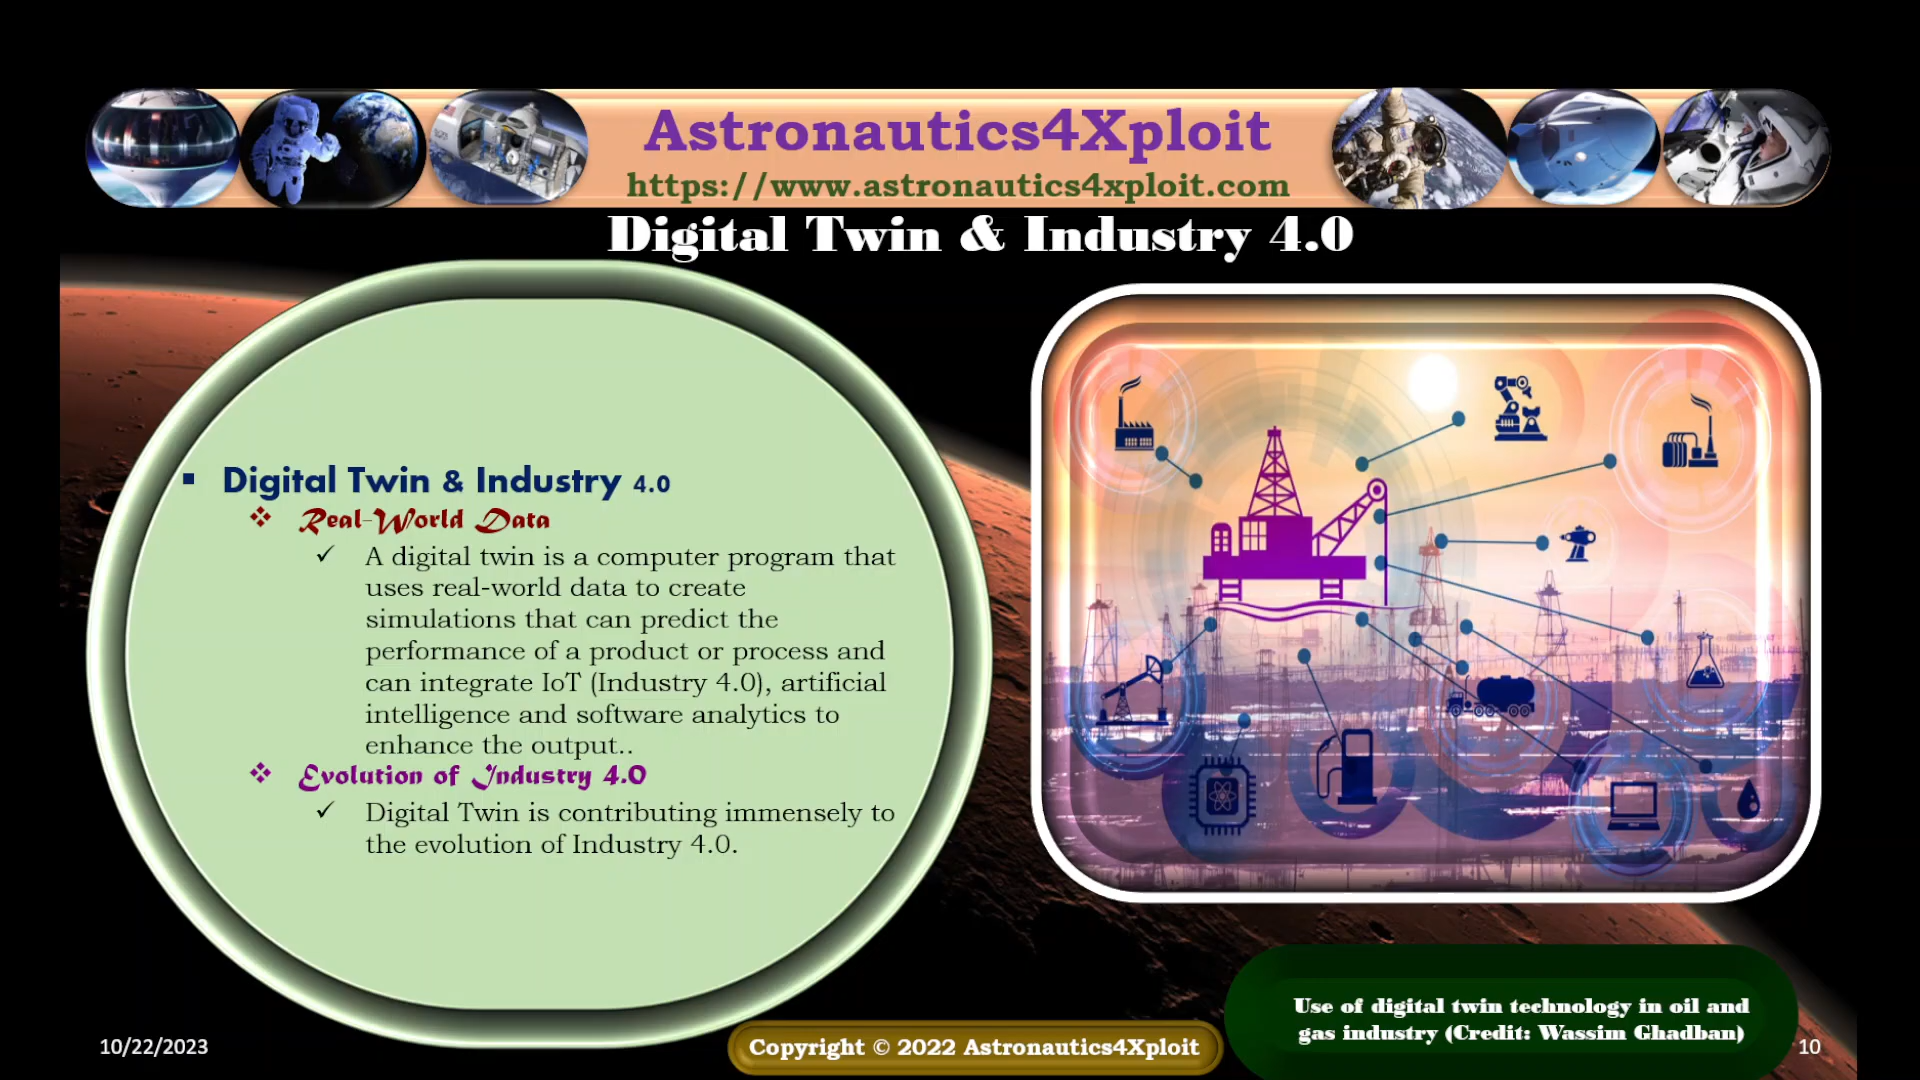 Astronautics4Xploit
https://www.astronautics4xploit.com
Digital Twin & Industry 4.0
Digital Twin & Industry 4.0
Real-World Data
A digital twin is a computer program that
uses real-world data to create
simulations that can predict the
performance of a product or process and
can integrate IoT (Industry 4.0), artificial
intelligence and software analytics to
enhance the output..
Evolution of Industry 4.0
Digital Twin is contributing immensely to
the evolution of Industry 4.0.
Use of digital twin technology in oil and
gas industry (Credit: Wassim Ghadban)
10/22/2023
Copyright © 2022 Astronautics4Xploit
10